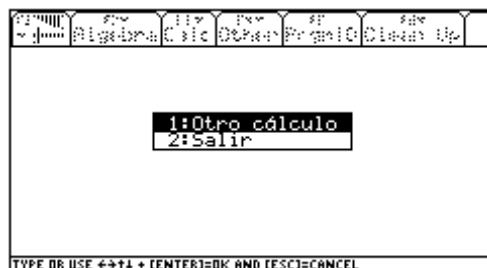 Algebra Calc Other PrgmIO Clean Up
1:Otro cálculo
2:Salir
TYPE OR USE ←→↑↓ + [ENTER]=OK AND [ESC]=CANCEL